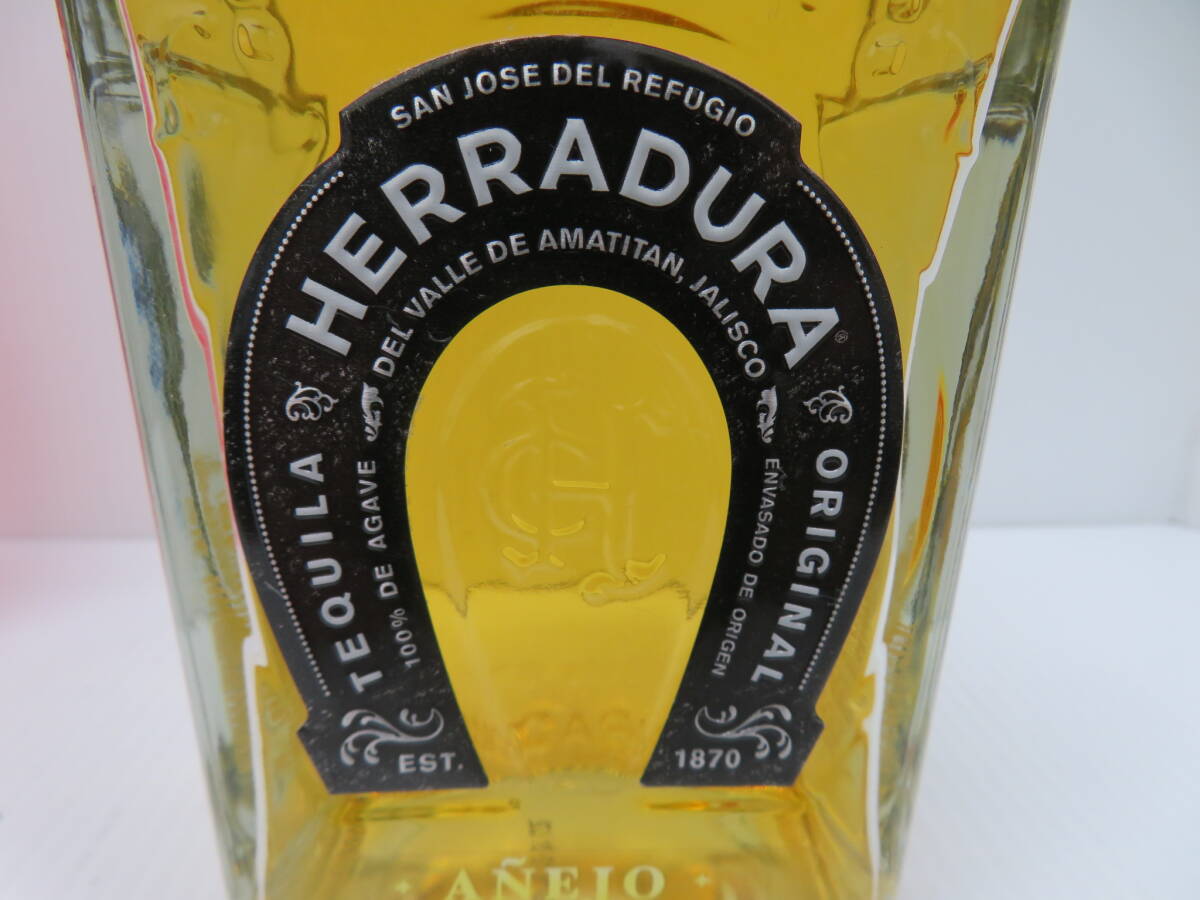 SAN JOSE DEL REFUGIO
HERRADURA®
DEL VALLE DE AMATITAN, JALISCO
TEQUILA
100% DE AGAVE
ENVASADO DE ORIGEN
ORIGINAL
EST.
1870
AÑEJO